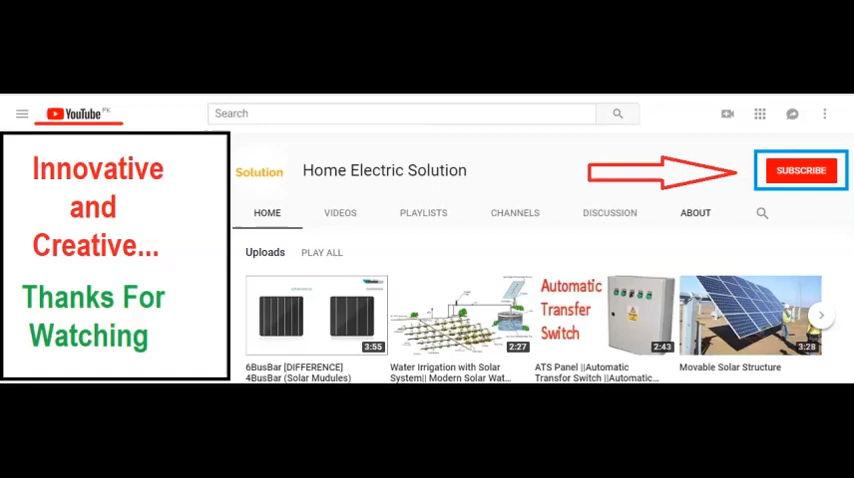 YouTube PK
Search
Innovative
and
Creative...
Thanks For
Watching
Solution
Home Electric Solution
SUBSCRIBE
HOME
VIDEOS
PLAYLISTS
CHANNELS
DISCUSSION
ABOUT
Uploads
PLAY ALL
3:55
2:27
Automatic
Transfer
Switch
2:43
3:28
6BusBar [DIFFERENCE]
4BusBar (Solar Mudules)
Water Irrigation with Solar
System|| Modern Solar Wat...
ATS Panel ||Automatic
Transfor Switch ||Automatic...
Movable Solar Structure